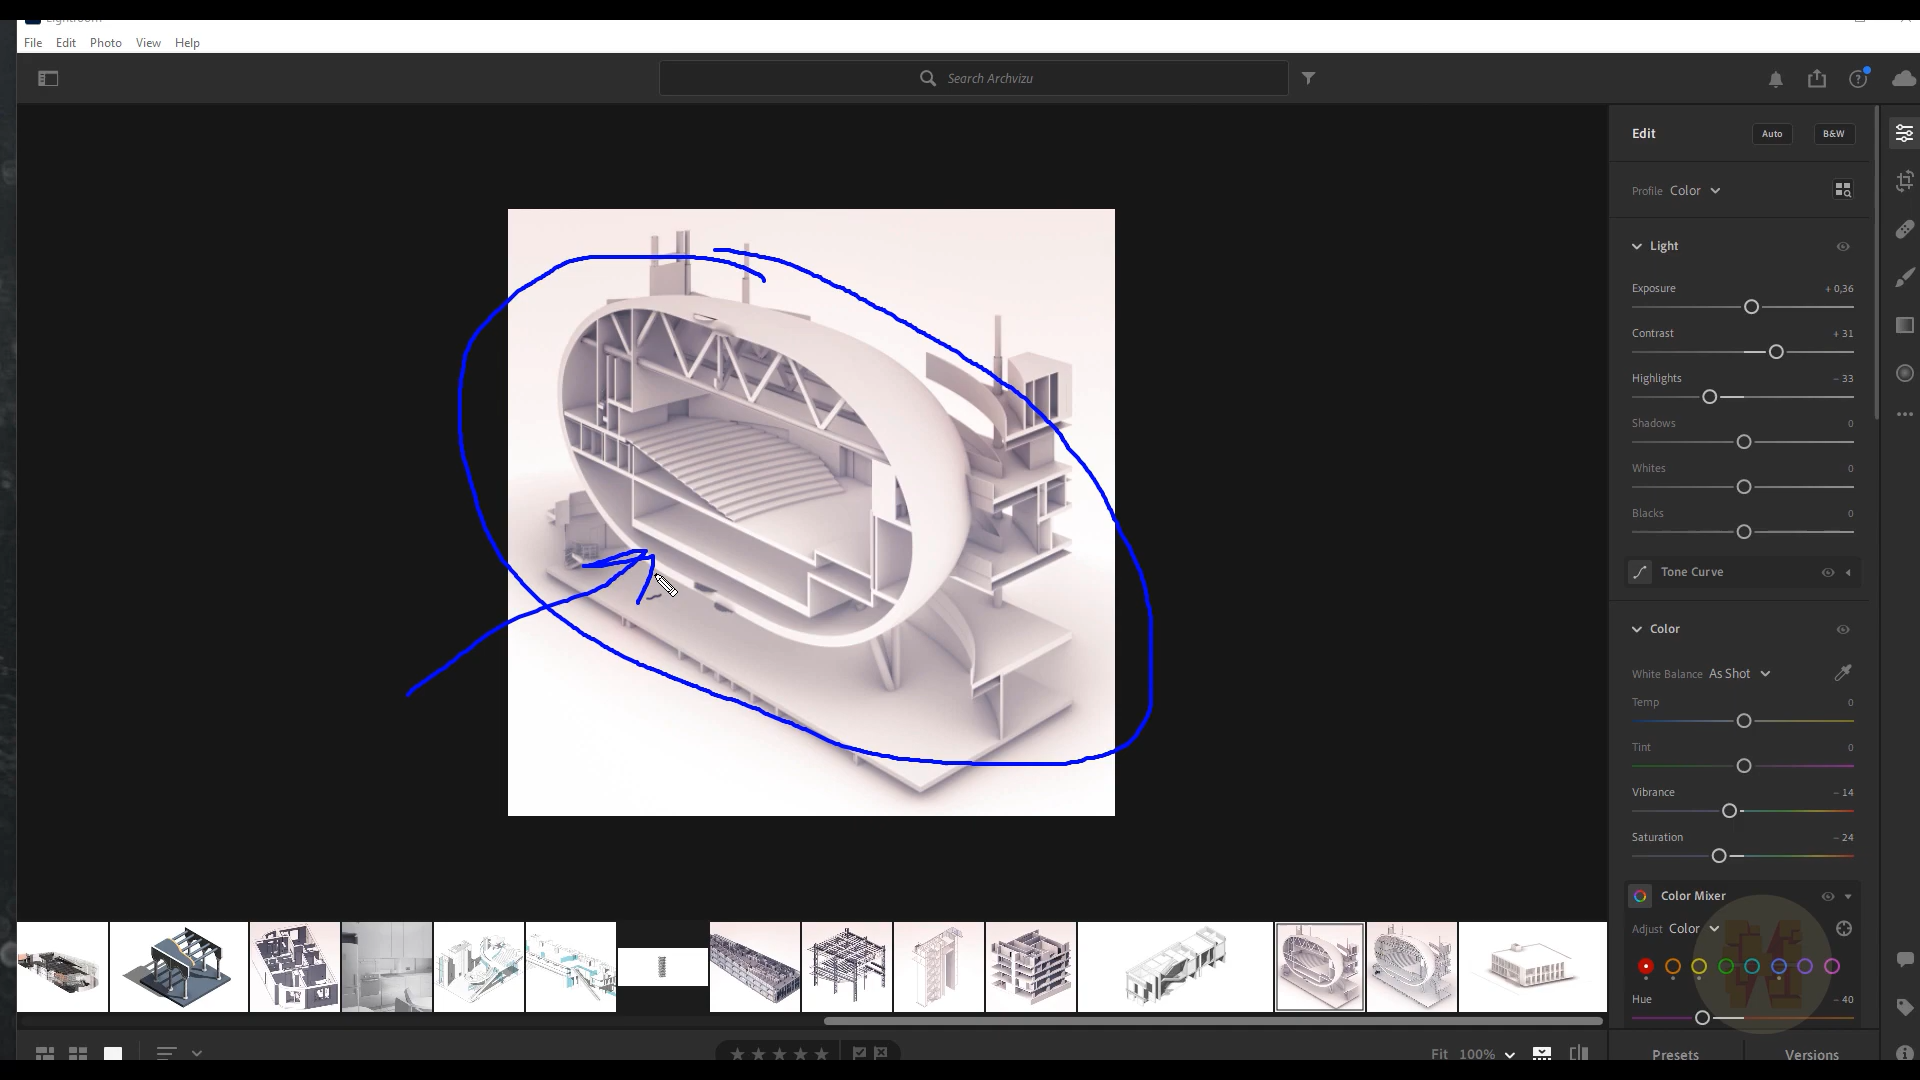 Lightroom
File Edit Photo View Help
Search Archvizu
Edit Auto B&W
Profile Color
Light
Exposure + 0,36
Contrast + 31
Highlights – 33
Shadows 0
Whites 0
Blacks 0
Tone Curve
Color
White Balance As Shot
Temp 0
Tint 0
Vibrance – 14
Saturation – 24
Color Mixer
Adjust Color
Hue – 40
Fit 100% Presets Versions